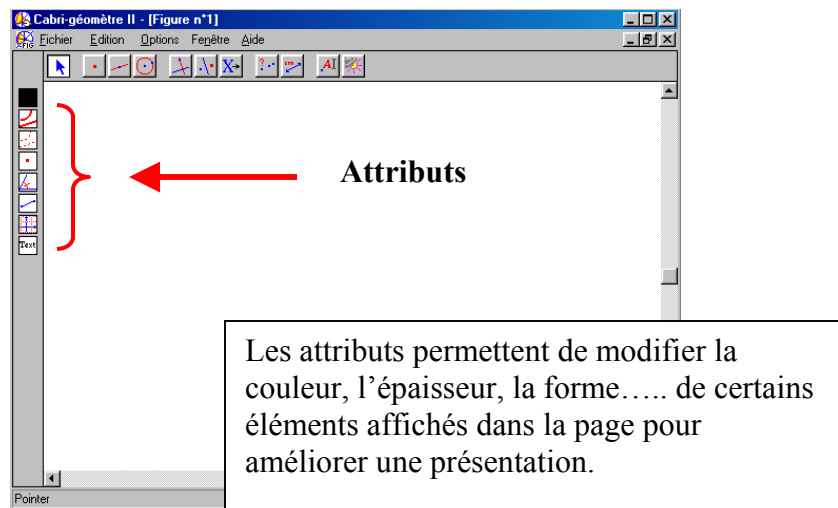 Cabri-géomètre II - [Figure n°1]
Fichier Edition Options Fenêtre Aide
Attributs
Text
Les attributs permettent de modifier la
couleur, l’épaisseur, la forme….. de certains
éléments affichés dans la page pour
améliorer une présentation.
Pointer